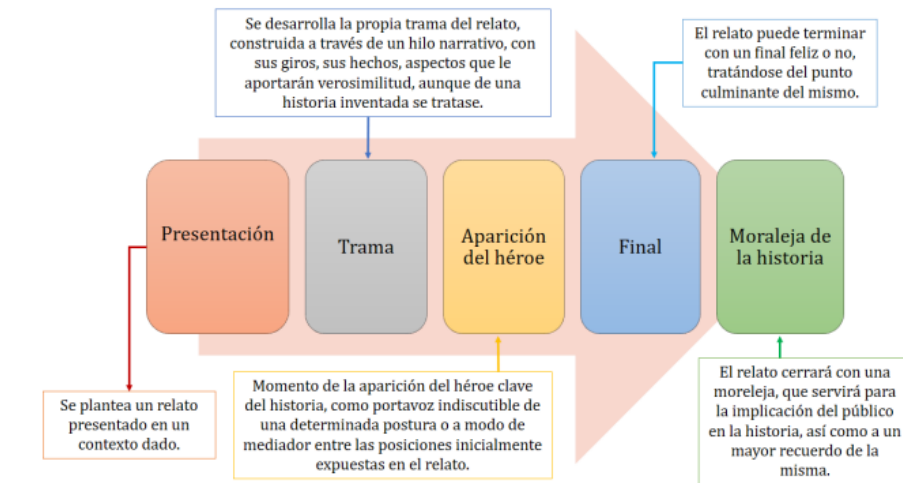 Se desarrolla la propia trama del relato,
construida a través de un hilo narrativo, con
sus giros, sus hechos, aspectos que le
aportarán verosimilitud, aunque de una
historia inventada se tratase.
El relato puede terminar
con un final feliz o no,
tratándose del punto
culminante del mismo.
Presentación
Trama
Aparición
del héroe
Final
Moraleja de
la historia
Se plantea un relato
presentado en un
contexto dado.
Momento de la aparición del héroe clave
del historia, como portavoz indiscutible de
una determinada postura o a modo de
mediador entre las posiciones inicialmente
expuestas en el relato.
El relato cerrará con una
moreleja, que servirá para
la implicación del público
en la historia, así como a un
mayor recuerdo de la
misma.